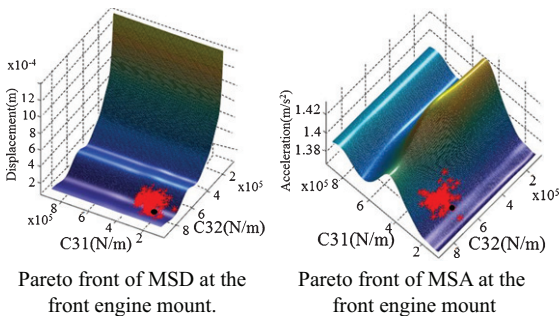 x10⁻⁴
Displacement(m)
12
10
8
6
4
2
x10⁵
8
6
4
2
C31(N/m)
x10⁵
2
4
6
8
C32(N/m)
Pareto front of MSD at the
front engine mount.
Acceleration(m/s²)
1.42
1.4
1.38
x10⁵
8
6
4
2
C31(N/m)
x10⁵
2
4
6
8
C32(N/m)
Pareto front of MSA at the
front engine mount